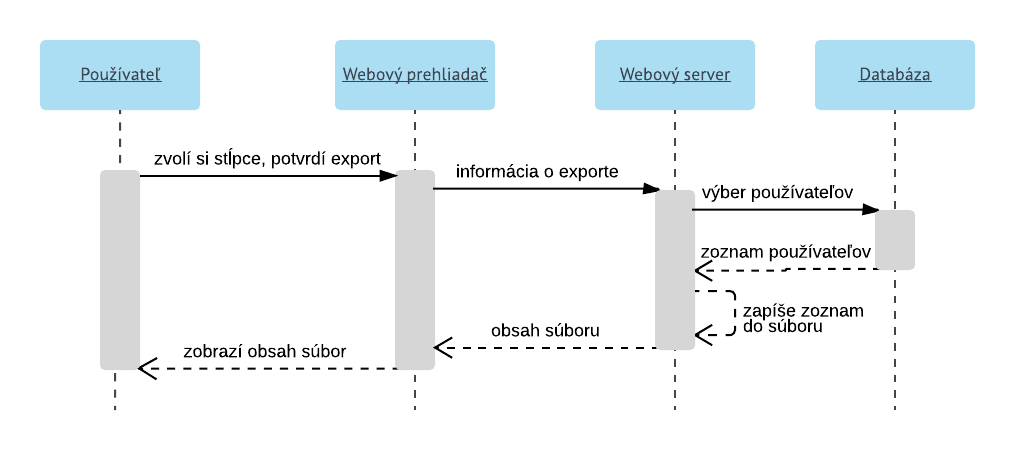 Používateľ
Webový prehliadač
Webový server
Databáza
zvolí si stĺpce, potvrdí export
informácia o exporte
výber používateľov
zoznam používateľov
zapíše zoznam
do súboru
obsah súboru
zobrazí obsah súbor